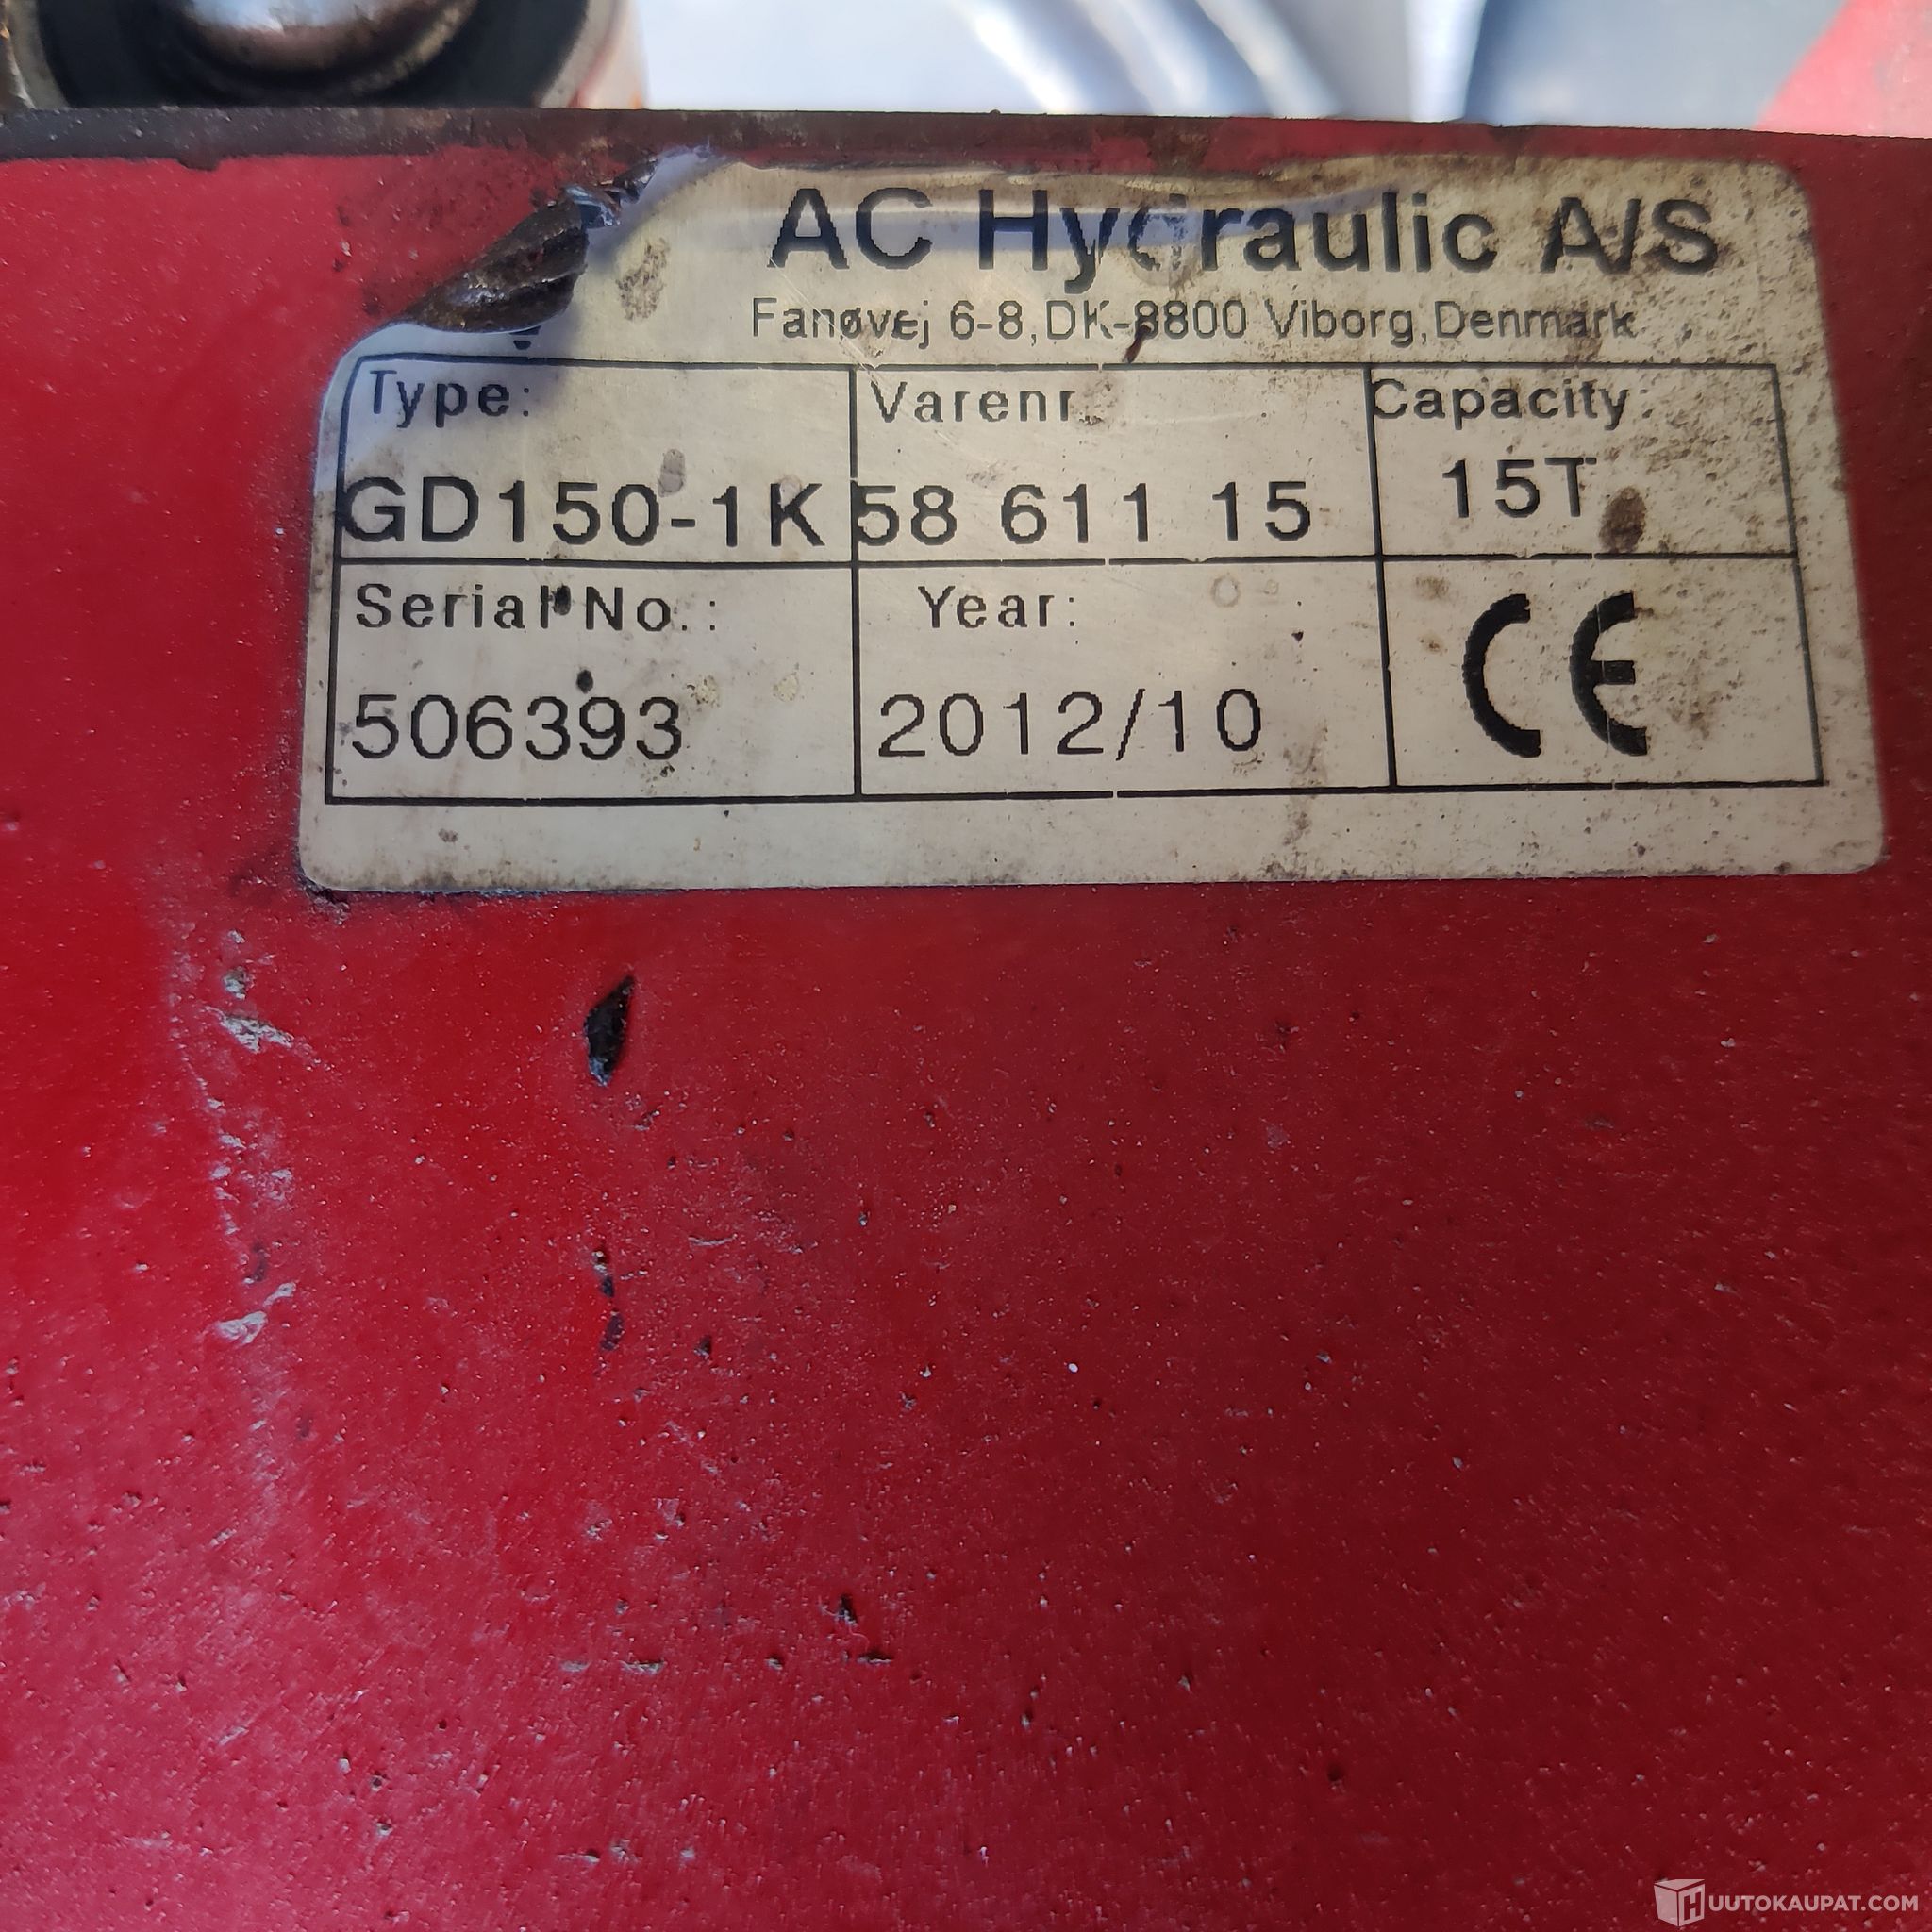 AC Hydraulic A/S
Fanøvej 6-8,DK-8800 Viborg,Denmark
Type: Varenr. Capacity:
GD150-1K 58 611 15 15T
Serial No.: Year:
506393 2012/10 CE
HUUTOKAUPAT.COM